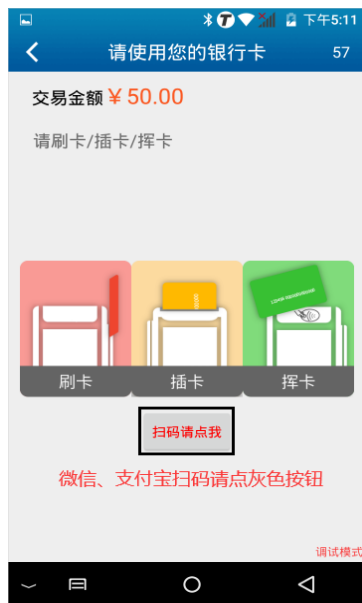 下午5:11
请使用您的银行卡 57
交易金额￥50.00
请刷卡/插卡/挥卡
刷卡 插卡 挥卡
扫码请点我
微信、支付宝扫码请点灰色按钮
调试模式